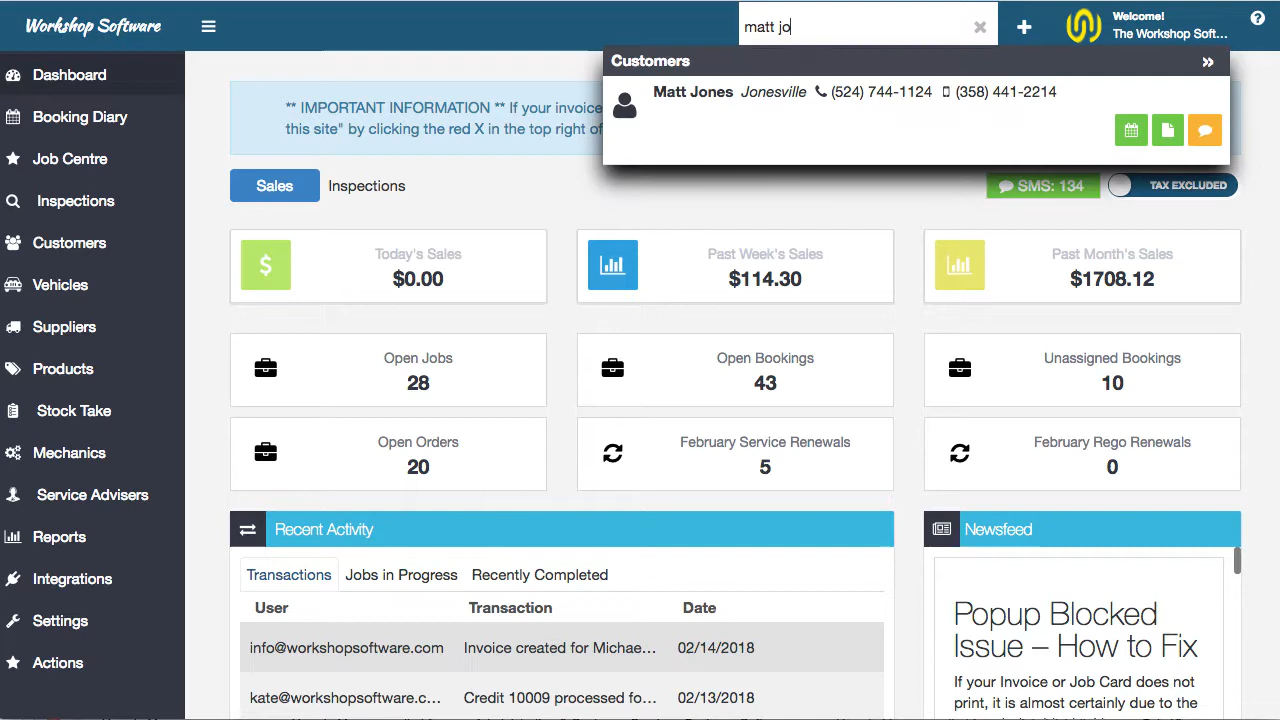 Workshop Software
matt jo
Welcome!
The Workshop Soft...
Customers
Matt Jones Jonesville (524) 744-1124 (358) 441-2214
Dashboard
Booking Diary
Job Centre
Inspections
Customers
Vehicles
Suppliers
Products
Stock Take
Mechanics
Service Advisers
Reports
Integrations
Settings
Actions
** IMPORTANT INFORMATION ** If your invoice
this site" by clicking the red X in the top right of
Sales Inspections
SMS: 134 TAX EXCLUDED
Today's Sales
$0.00
Past Week's Sales
$114.30
Past Month's Sales
$1708.12
Open Jobs
28
Open Bookings
43
Unassigned Bookings
10
Open Orders
20
February Service Renewals
5
February Rego Renewals
0
Recent Activity
Transactions Jobs in Progress Recently Completed
User Transaction Date
info@workshopsoftware.com Invoice created for Michae... 02/14/2018
kate@workshopsoftware.c... Credit 10009 processed fo... 02/13/2018
Newsfeed
Popup Blocked
Issue – How to Fix
If your Invoice or Job Card does not
print, it is almost certainly due to the